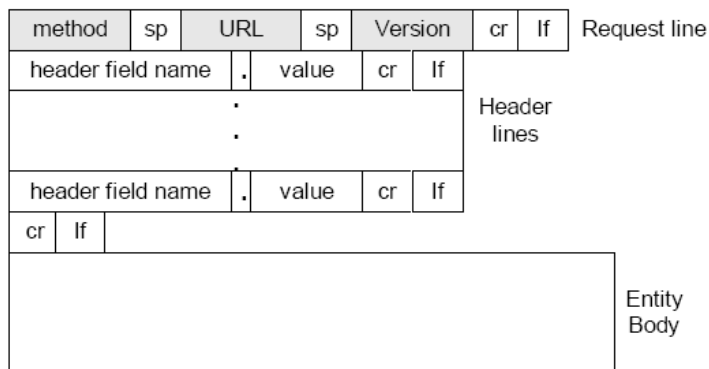 method sp URL sp Version cr lf Request line
header field name . value cr lf
.
.
.
Header
lines
header field name . value cr lf
cr lf
Entity
Body